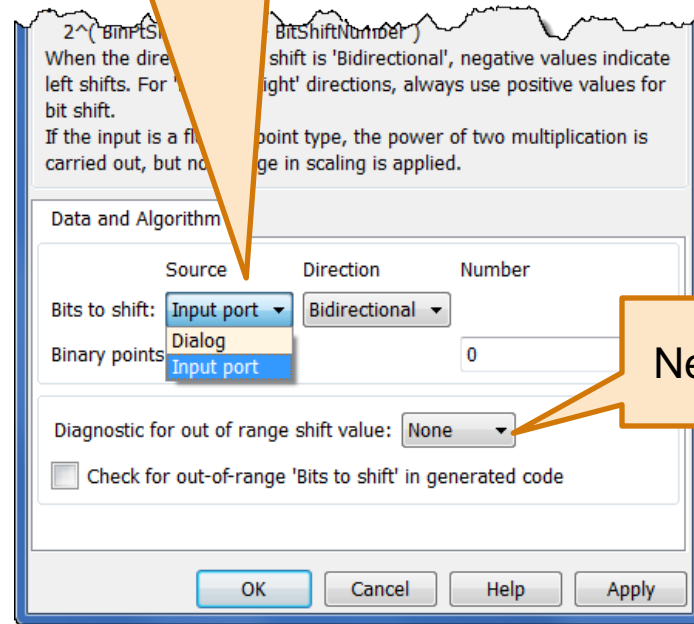 2^( BinPtS BitShiftNumber )
When the dire shift is 'Bidirectional', negative values indicate
left shifts. For ight' directions, always use positive values for
bit shift.
If the input is a fl point type, the power of two multiplication is
carried out, but no ge in scaling is applied.
Data and Algorithm
Source Direction Number
Bits to shift: Input port Bidirectional
Dialog
Binary points 0
Input port
Ne
Diagnostic for out of range shift value: None
Check for out-of-range 'Bits to shift' in generated code
OK Cancel Help Apply